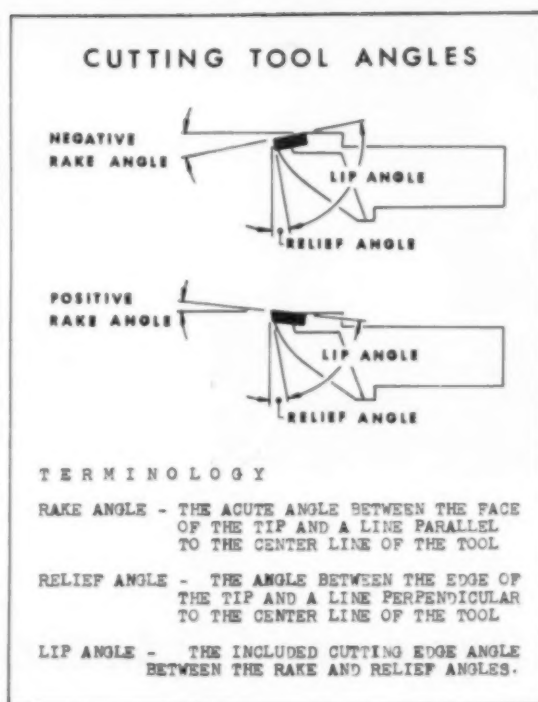 CUTTING TOOL ANGLES
NEGATIVE
RAKE ANGLE
LIP ANGLE
RELIEF ANGLE
POSITIVE
RAKE ANGLE
LIP ANGLE
RELIEF ANGLE
TERMINOLOGY
RAKE ANGLE - THE ACUTE ANGLE BETWEEN THE FACE
OF THE TIP AND A LINE PARALLEL
TO THE CENTER LINE OF THE TOOL
RELIEF ANGLE - THE ANGLE BETWEEN THE EDGE OF
THE TIP AND A LINE PERPENDICULAR
TO THE CENTER LINE OF THE TOOL
LIP ANGLE - THE INCLUDED CUTTING EDGE ANGLE
BETWEEN THE RAKE AND RELIEF ANGLES.